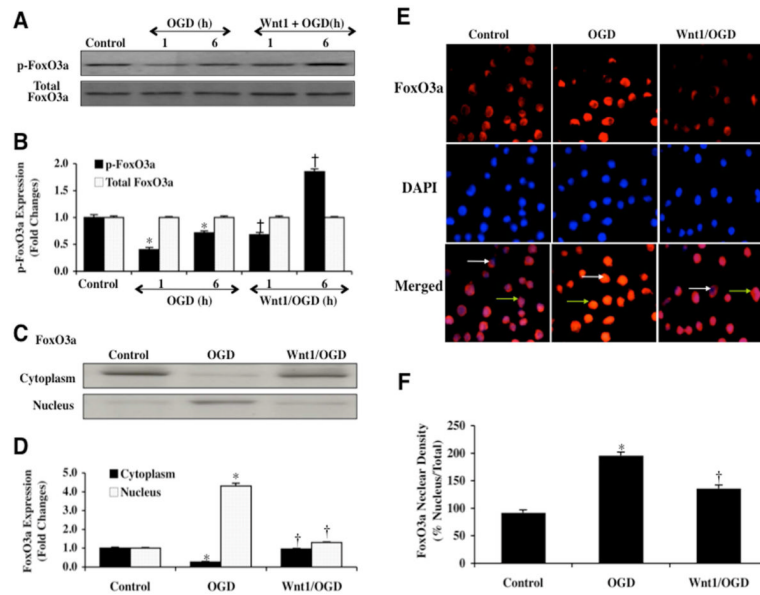 A
OGD (h) Wnt1 + OGD(h)
Control 1 6 1 6
p-FoxO3a
Total
FoxO3a
B
p-FoxO3a Expression
(Fold Changes)
2.0
1.5
1.0
0.5
0.0
p-FoxO3a
Total FoxO3a
* * † †
Control 1 6 1 6
OGD (h) Wnt1/OGD (h)
C
FoxO3a
Control OGD Wnt1/OGD
Cytoplasm
Nucleus
D
FoxO3a Expression
(Fold Changes)
5.0
4.0
3.0
2.0
1.0
0.0
Cytoplasm
Nucleus
* * † †
Control OGD Wnt1/OGD
E
Control OGD Wnt1/OGD
FoxO3a
DAPI
Merged
F
FoxO3a Neclear Density
(% Nucleus/Total)
250
200
150
100
50
0
* †
Control OGD Wnt1/OGD